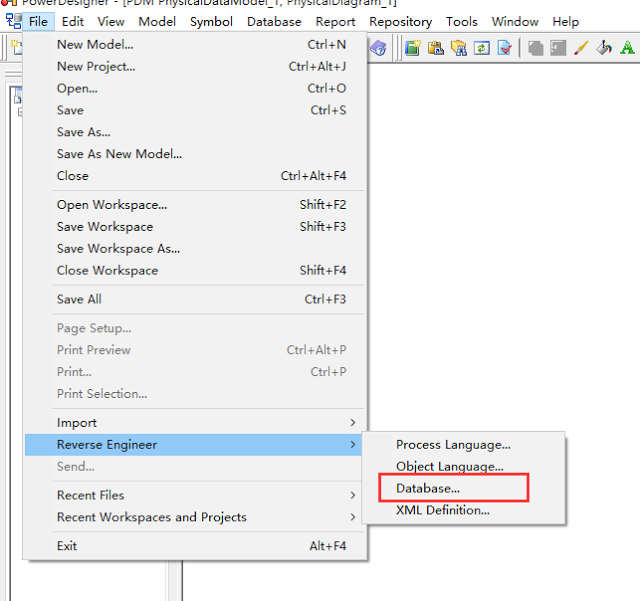 PowerDesigner - [PDM PhysicalDataModel_1, PhysicalDiagram_1]
File Edit View Model Symbol Database Report Repository Tools Window Help
New Model... Ctrl+N
New Project... Ctrl+Alt+J
Open... Ctrl+O
Save Ctrl+S
Save As...
Save As New Model...
Close Ctrl+Alt+F4
Open Workspace... Shift+F2
Save Workspace Shift+F3
Save Workspace As...
Close Workspace Shift+F4
Save All Ctrl+F3
Page Setup...
Print Preview Ctrl+Alt+P
Print... Ctrl+P
Print Selection...
Import
Reverse Engineer
Send...
Recent Files
Recent Workspaces and Projects
Exit Alt+F4
Process Language...
Object Language...
Database...
XML Definition...